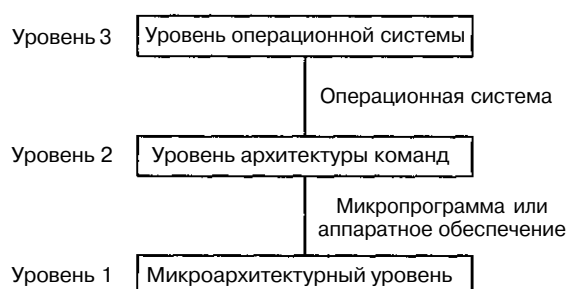 Уровень 3 Уровень операционной системы
Операционная система
Уровень 2 Уровень архитектуры команд
Микропрограмма или
аппаратное обеспечение
Уровень 1 Микроархитектурный уровень